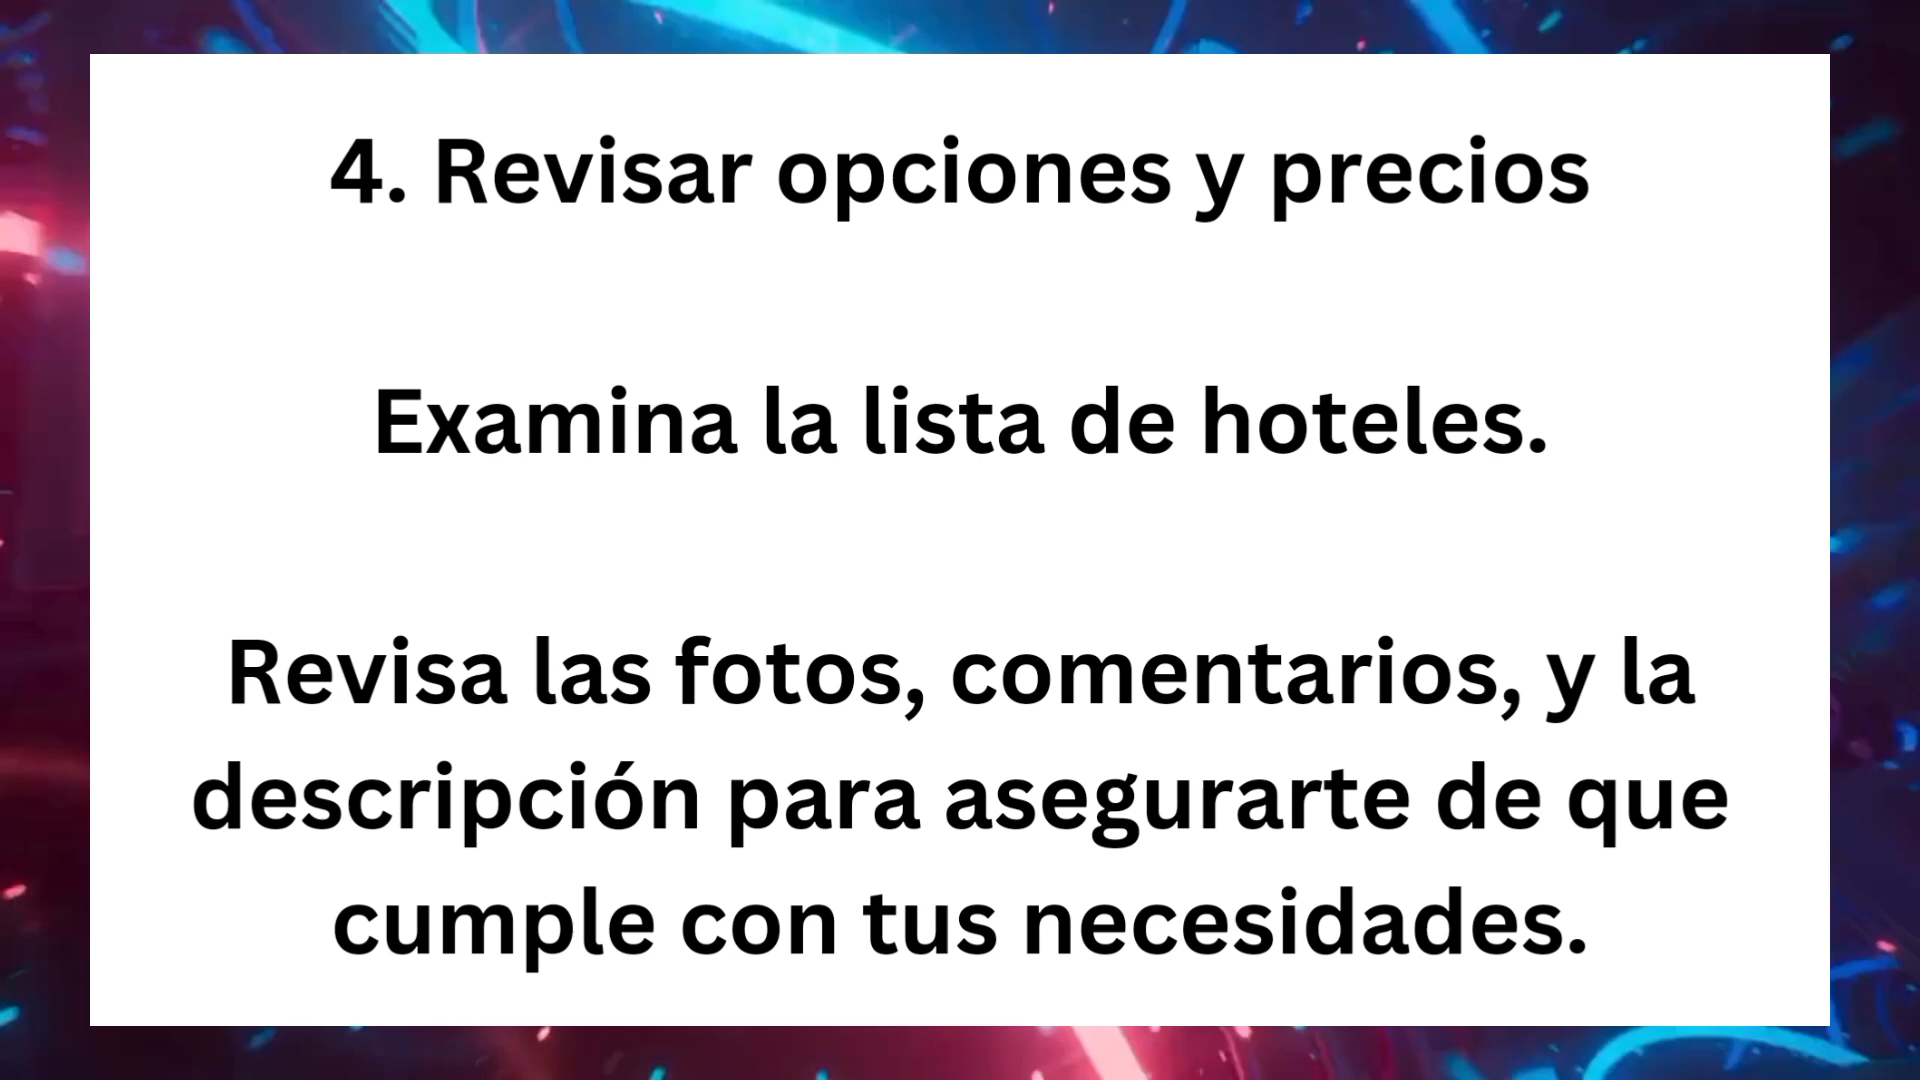 4. Revisar opciones y precios
Examina la lista de hoteles.
Revisa las fotos, comentarios, y la
descripción para asegurarte de que
cumple con tus necesidades.